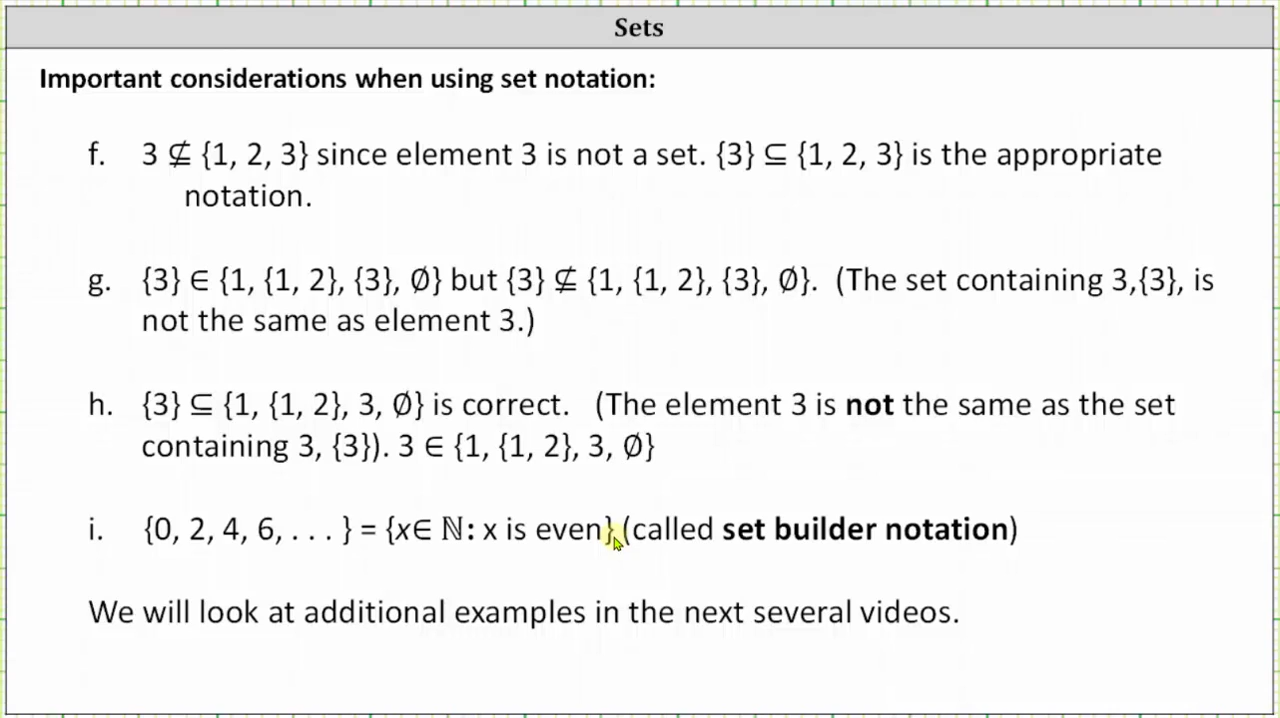 Sets
Important considerations when using set notation:
f. 3 ⊈ {1, 2, 3} since element 3 is not a set. {3} ⊆ {1, 2, 3} is the appropriate
notation.
g. {3} ∈ {1, {1, 2}, {3}, ∅} but {3} ⊈ {1, {1, 2}, {3}, ∅}. (The set containing 3,{3}, is
not the same as element 3.)
h. {3} ⊆ {1, {1, 2}, 3, ∅} is correct. (The element 3 is not the same as the set
containing 3, {3}). 3 ∈ {1, {1, 2}, 3, ∅}
i. {0, 2, 4, 6, . . . } = {x∈ ℕ: x is even} (called set builder notation)
We will look at additional examples in the next several videos.